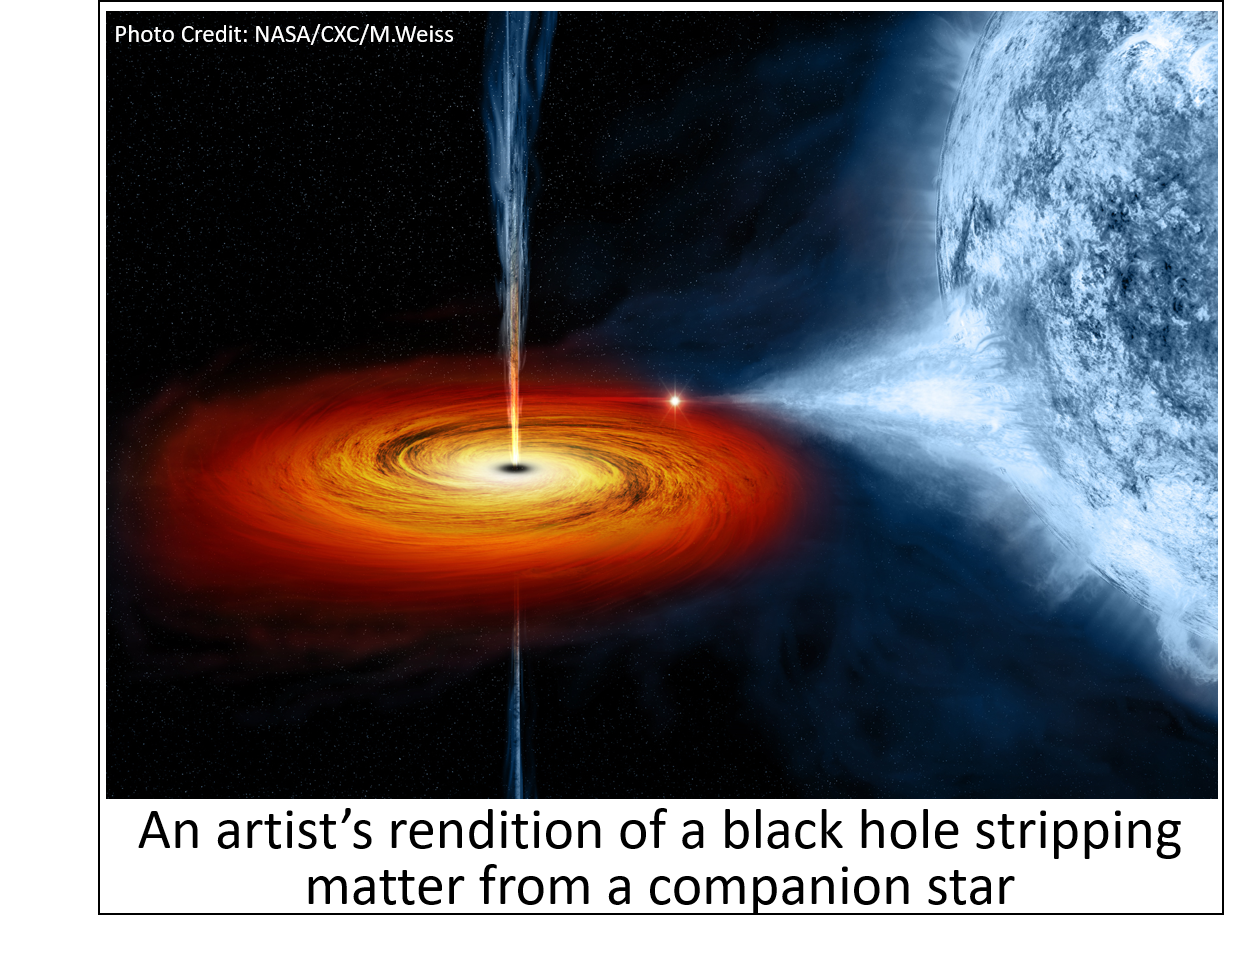 Photo Credit: NASA/CXC/M.Weiss
An artist’s rendition of a black hole stripping
matter from a companion star